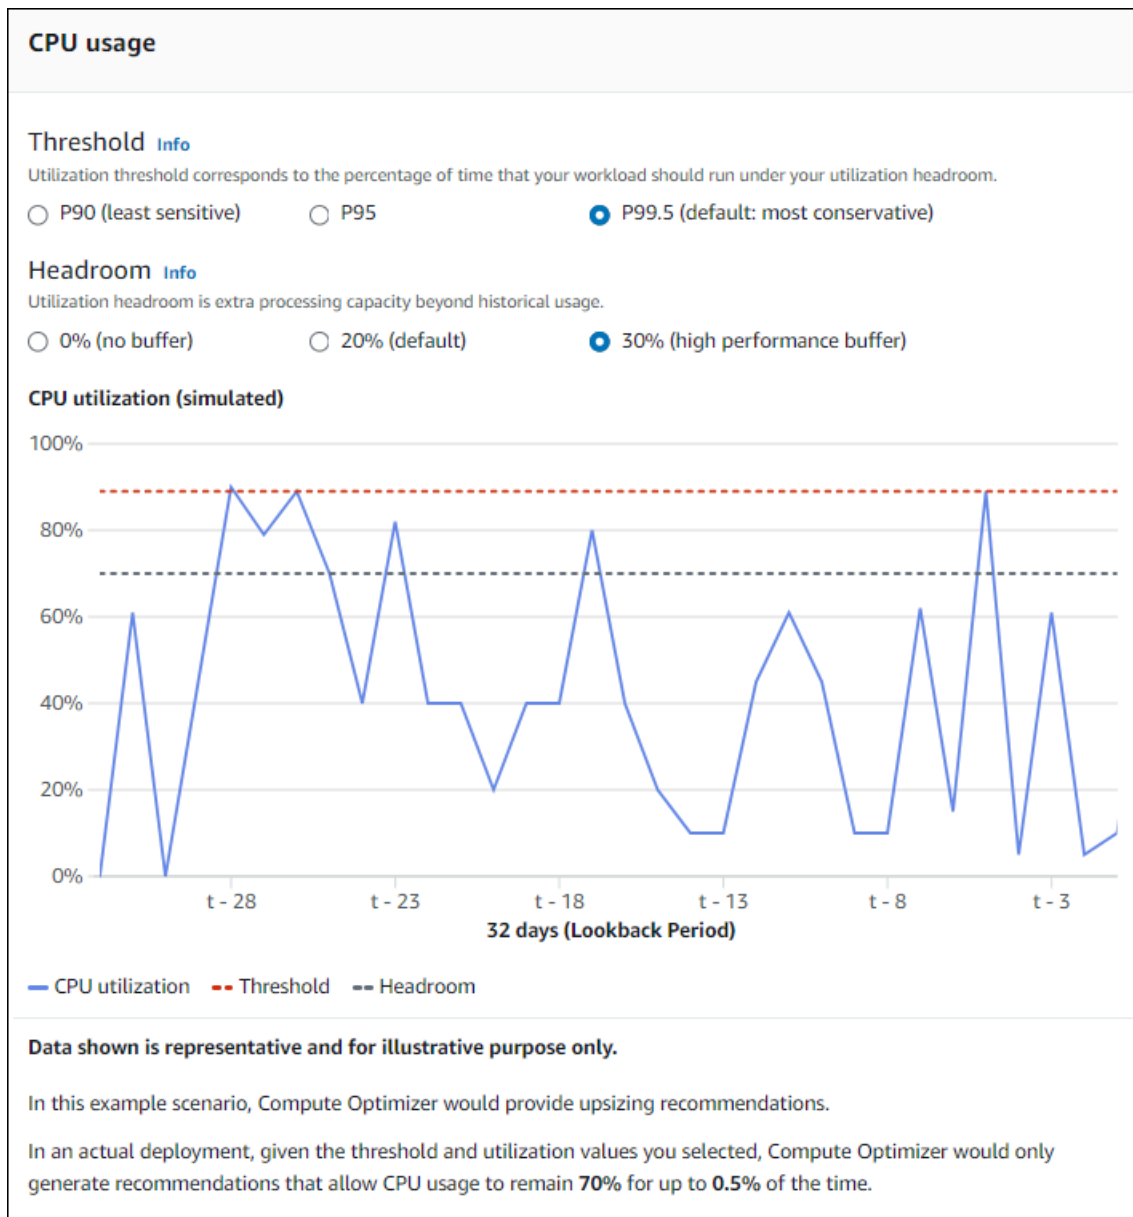 CPU usage
Threshold Info
Utilization threshold corresponds to the percentage of time that your workload should run under your utilization headroom.
P90 (least sensitive) P95 P99.5 (default: most conservative)
Headroom Info
Utilization headroom is extra processing capacity beyond historical usage.
0% (no buffer) 20% (default) 30% (high performance buffer)
CPU utilization (simulated)
100%
80%
60%
40%
20%
0%
t - 28 t - 23 t - 18 t - 13 t - 8 t - 3
32 days (Lookback Period)
CPU utilization Threshold Headroom
Data shown is representative and for illustrative purpose only.
In this example scenario, Compute Optimizer would provide upsizing recommendations.
In an actual deployment, given the threshold and utilization values you selected, Compute Optimizer would only
generate recommendations that allow CPU usage to remain 70% for up to 0.5% of the time.